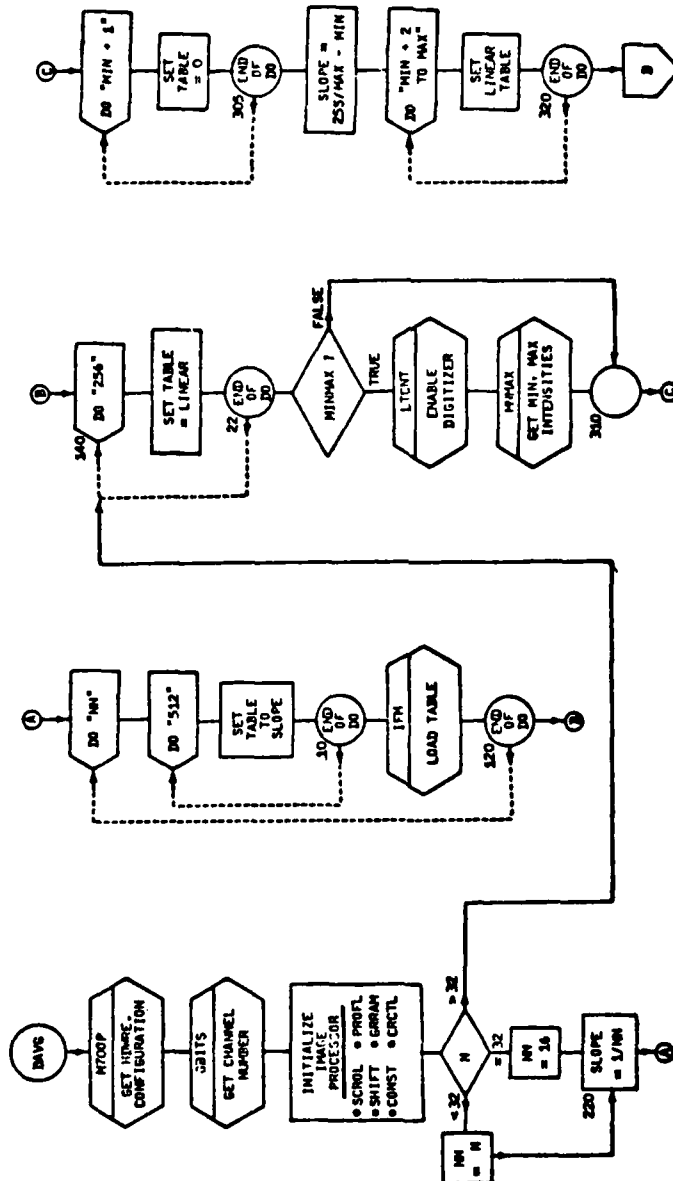 DAVG
M700P
GET HDWRE.
CONFIGURATION
GET CHANNEL
NUMBER
INITIALIZE
IMAGE
PROCESSOR
• SCROL • PROFL
• SHIFT • GRRAM
• CONST • CRCTL
M
< 32
= 32
> 32
NN
= M
NN
= 16
220
SLOPE
= 1/NN
A
A
DO "NN"
DO "512"
SET
TABLE
TO
SLOPE
10
END
OF
DO
IFM
LOAD TABLE
120
END
OF
DO
B
B
140
DO "256"
SET TABLE
= LINEAR
22
END
OF
DO
MINMAX ?
FALSE
TRUE
LTCNT
ENABLE
DIGITIZER
MNMAX
GET MIN, MAX
INTENSITIES
310
C
C
DO "MIN + 1"
SET
TABLE
= 0
305
END
OF
DO
SLOPE =
255/MAX - MIN
DO "MIN + 2
TO MAX"
SET
LINEAR
TABLE
320
END
OF
DO